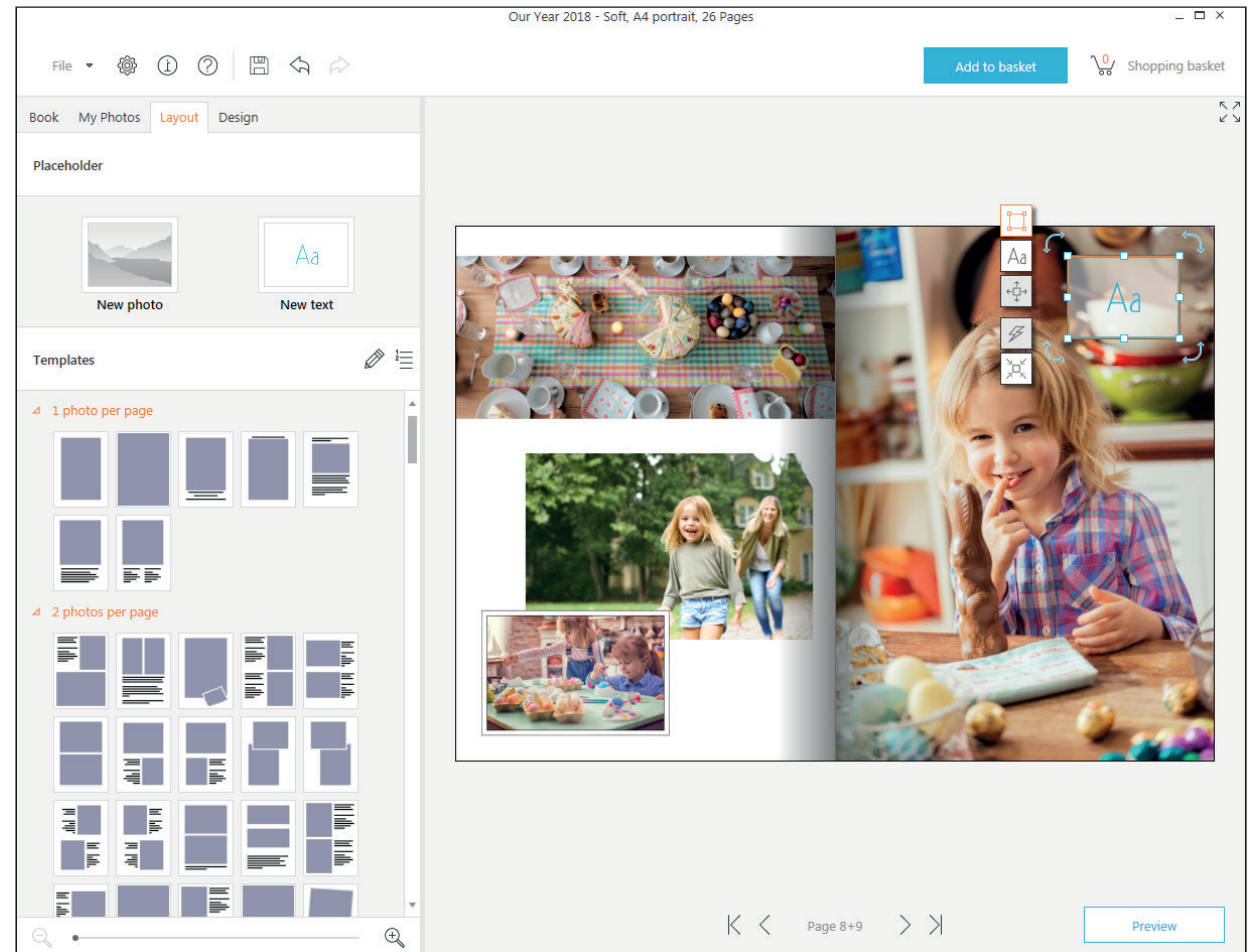 Our Year 2018 - Soft, A4 portrait, 26 Pages
File
Add to basket
0
Shopping basket
Book My Photos Layout Design
Placeholder
Aa
New photo New text
Templates
1 photo per page
2 photos per page
Aa
Aa
Page 8+9
Preview